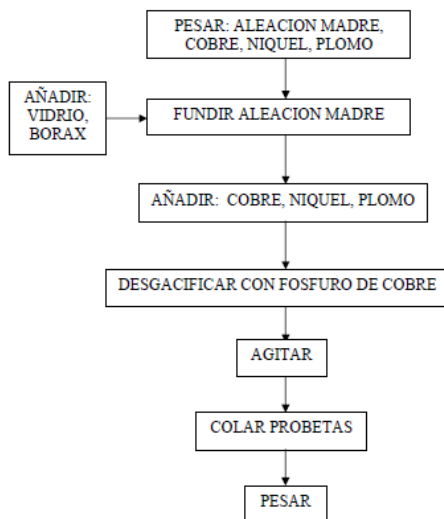 PESAR: ALEACION MADRE,
COBRE, NIQUEL, PLOMO
AÑADIR:
VIDRIO,
BORAX
FUNDIR ALEACION MADRE
AÑADIR: COBRE, NIQUEL, PLOMO
DESGACIFICAR CON FOSFURO DE COBRE
AGITAR
COLAR PROBETAS
PESAR